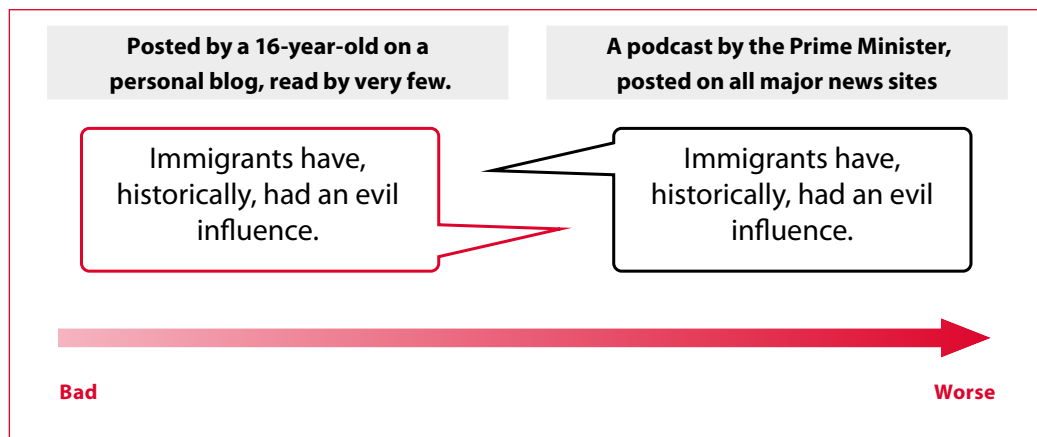 Posted by a 16-year-old on a
personal blog, read by very few.
A podcast by the Prime Minister,
posted on all major news sites
Immigrants have,
historically, had an evil
influence.
Immigrants have,
historically, had an evil
influence.
Bad
Worse